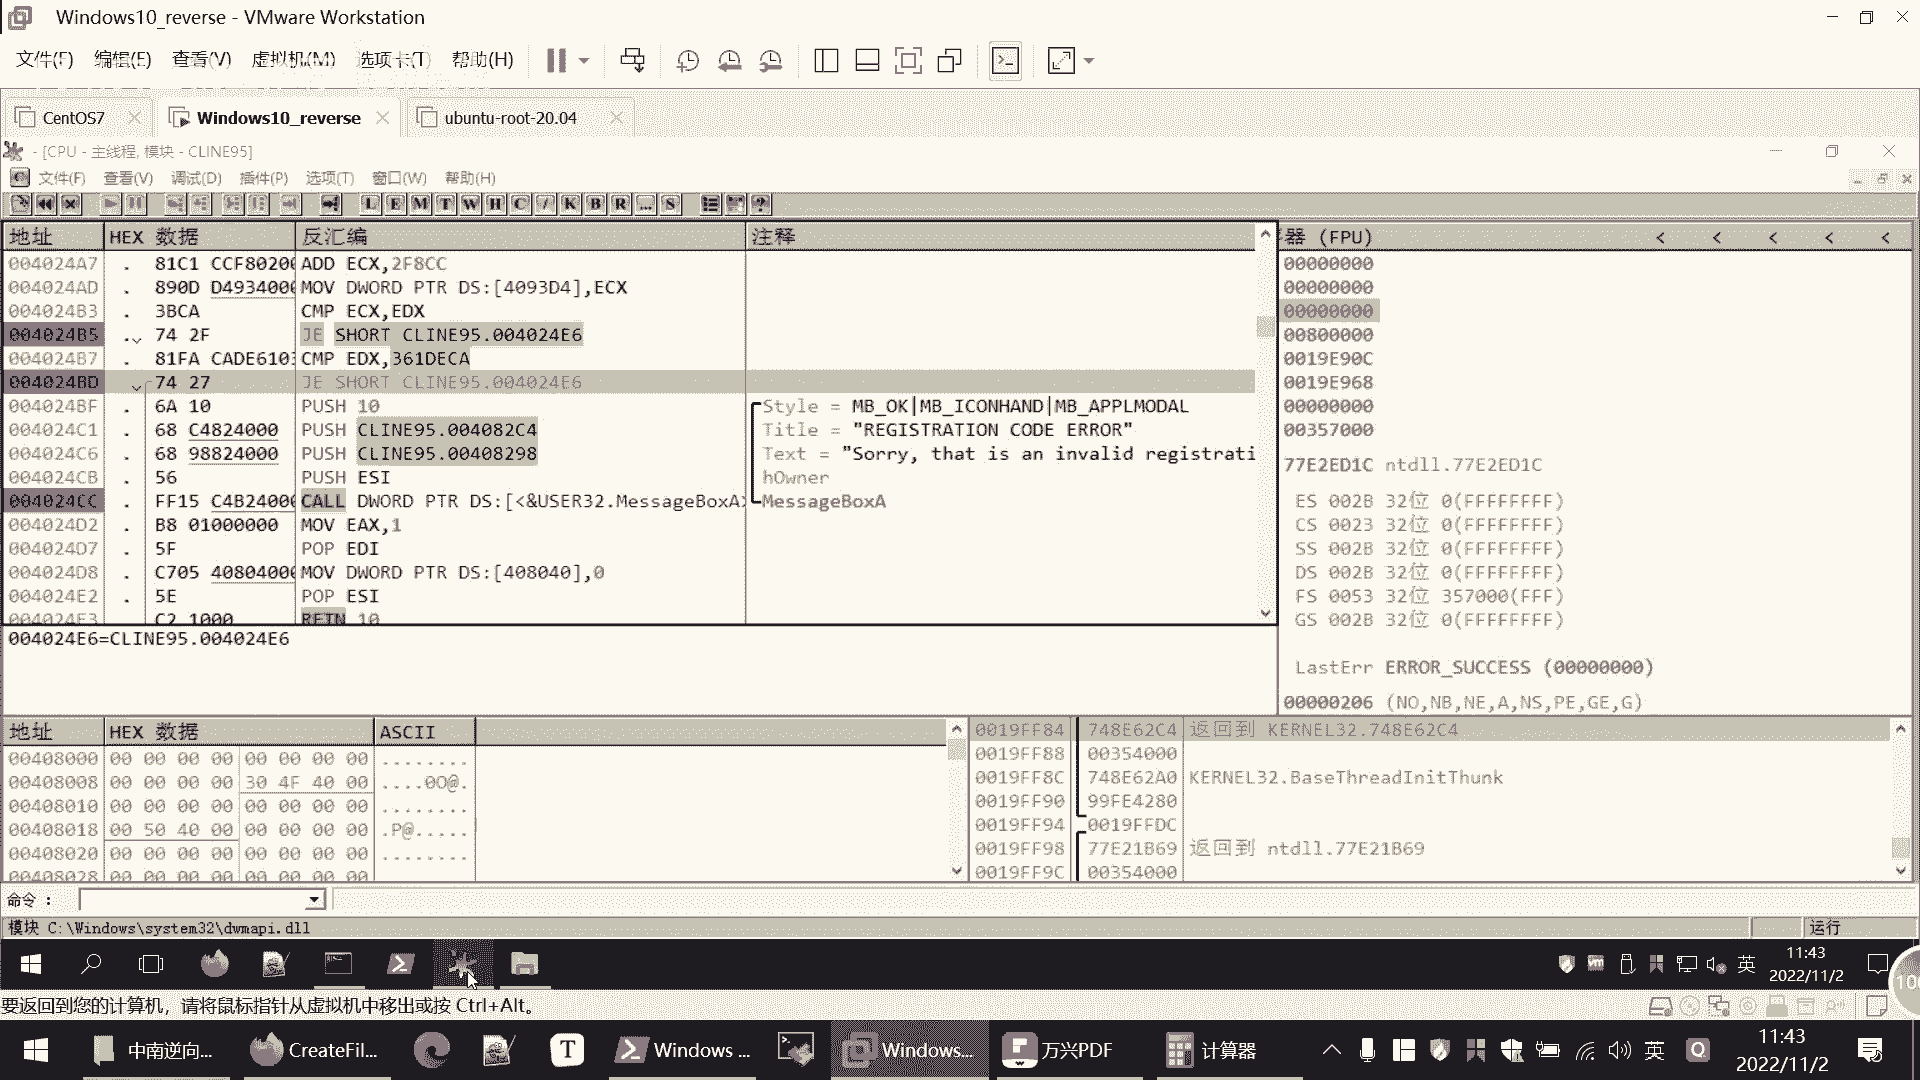 Windows10_reverse - VMware Workstation
文件(F) 编辑(E) 查看(V) 虚拟机(M) 选项卡(T) 帮助(H)
CentOS7 Windows10_reverse ubuntu-root-20.04
- [CPU - 主线程, 模块 - CLINE95]
文件(F) 查看(V) 调试(D) 插件(P) 选项(T) 窗口(W) 帮助(H)
L E M T W H C / K B R ... S
地址 HEX 数据 反汇编 注释
004024A7 . 81C1 CCF80200 ADD ECX,2F8CC
004024AD . 890D D4934000 MOV DWORD PTR DS:[4093D4],ECX
004024B3 . 3BCA CMP ECX,EDX
004024B5 . 74 2F JE SHORT CLINE95.004024E6
004024B7 . 81FA CADE6103 CMP EDX,361DECA
004024BD 74 27 JE SHORT CLINE95.004024E6
004024BF . 6A 10 PUSH 10 Style = MB_OK|MB_ICONHAND|MB_APPLMODAL
004024C1 . 68 C4824000 PUSH CLINE95.004082C4 Title = "REGISTRATION CODE ERROR"
004024C6 . 68 98824000 PUSH CLINE95.00408298 Text = "Sorry, that is an invalid registrati
004024CB . 56 PUSH ESI hOwner
004024CC . FF15 C4B24000 CALL DWORD PTR DS:[<&USER32.MessageBoxA> MessageBoxA
004024D2 . B8 01000000 MOV EAX,1
004024D7 . 5F POP EDI
004024D8 . C705 40804000 MOV DWORD PTR DS:[408040],0
004024E2 . 5E POP ESI
004024E3 . C2 1000 RETN 10
004024E6=CLINE95.004024E6
器 (FPU) < < < < <
00000000
00000000
00000000
00800000
0019E90C
0019E968
00000000
00357000
77E2ED1C ntdll.77E2ED1C
ES 002B 32位 0(FFFFFFFF)
CS 0023 32位 0(FFFFFFFF)
SS 002B 32位 0(FFFFFFFF)
DS 002B 32位 0(FFFFFFFF)
FS 0053 32位 357000(FFF)
GS 002B 32位 0(FFFFFFFF)
LastErr ERROR_SUCCESS (00000000)
00000206 (NO,NB,NE,A,NS,PE,GE,G)
地址 HEX 数据 ASCII
00408000 00 00 00 00 00 00 00 00 ........
00408008 00 00 00 00 30 4F 40 00 ....0O@.
00408010 00 00 00 00 00 00 00 00 ........
00408018 00 50 40 00 00 00 00 00 .P@.....
00408020 00 00 00 00 00 00 00 00 ........
00408028 00 00 00 00 00 00 00 00
0019FF84 748E62C4 返回到 KERNEL32.748E62C4
0019FF88 00354000
0019FF8C 748E62A0 KERNEL32.BaseThreadInitThunk
0019FF90 99FE4280
0019FF94 0019FFDC
0019FF98 77E21B69 返回到 ntdll.77E21B69
0019FF9C 00354000
命令 :
模块 C:\Windows\system32\dwmapi.dll 运行
英 11:43
2022/11/2
要返回到您的计算机，请将鼠标指针从虚拟机中移出或按 Ctrl+Alt。
中南逆向... CreateFil... Windows ... Windows... 万兴PDF 计算器 英 11:43
2022/11/2